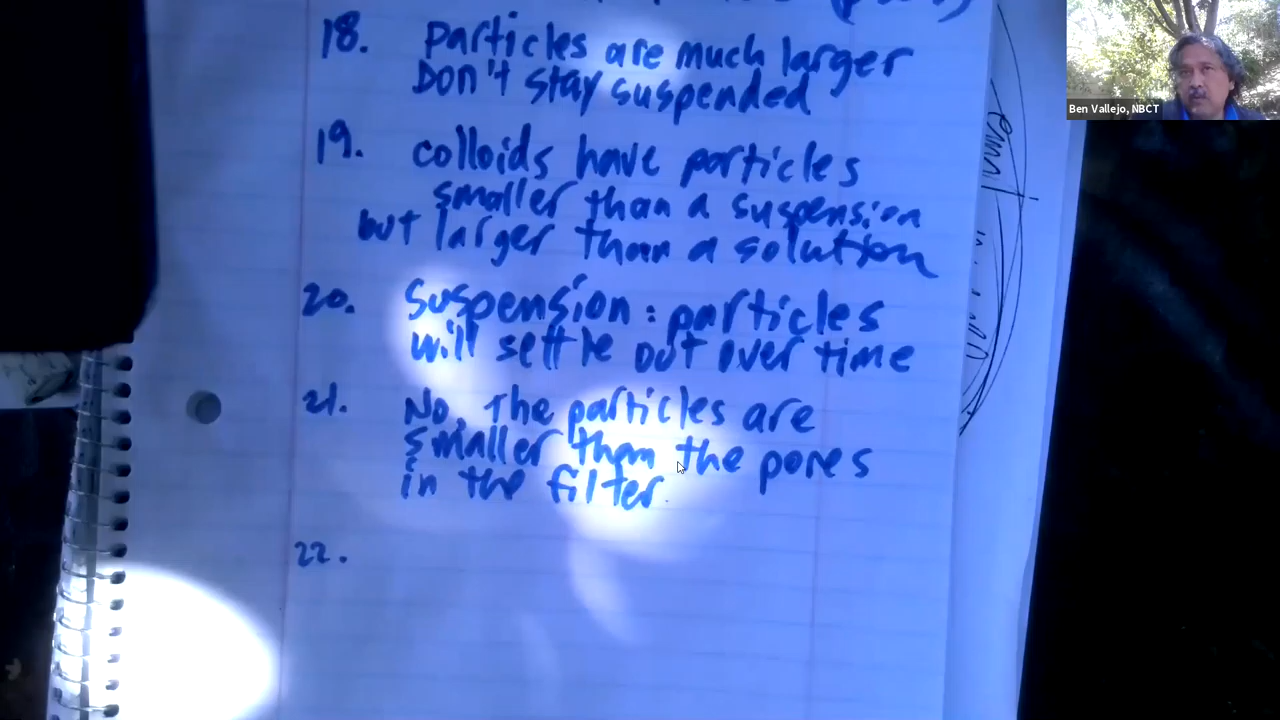 18. Particles are much larger
Don't stay suspended
19. colloids have particles
smaller than a suspension
but larger than a solution
20. Suspension: particles
will settle out over time
21. No, the particles are
smaller than the pores
in the filter.
22.
Ben Vallejo, NBCT